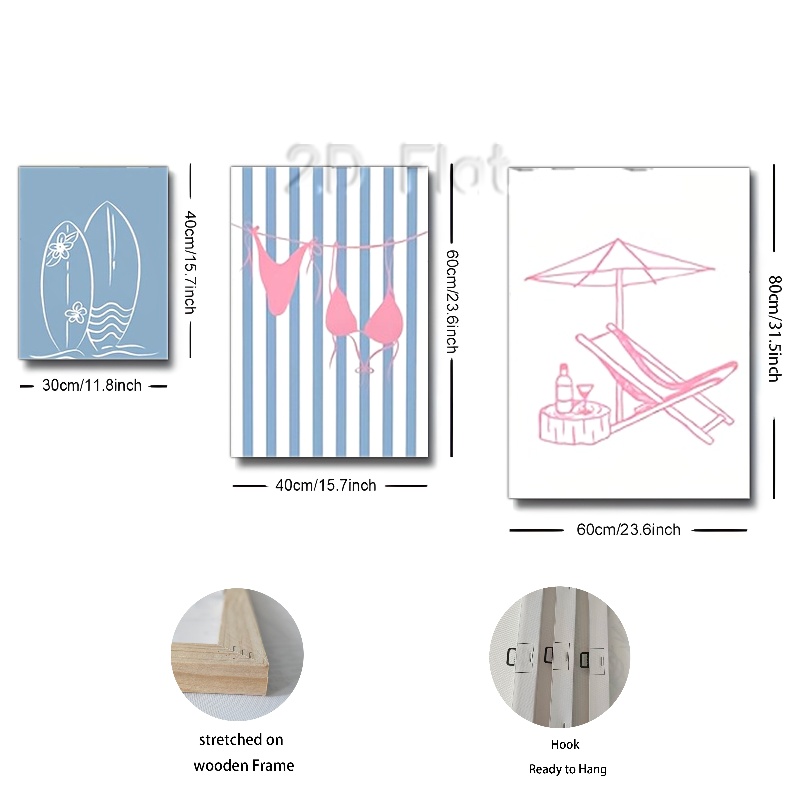 2D Flat
40cm/15.7inch
30cm/11.8inch
60cm/23.6inch
40cm/15.7inch
80cm/31.5inch
60cm/23.6inch
stretched on
wooden Frame
Hook
Ready to Hang